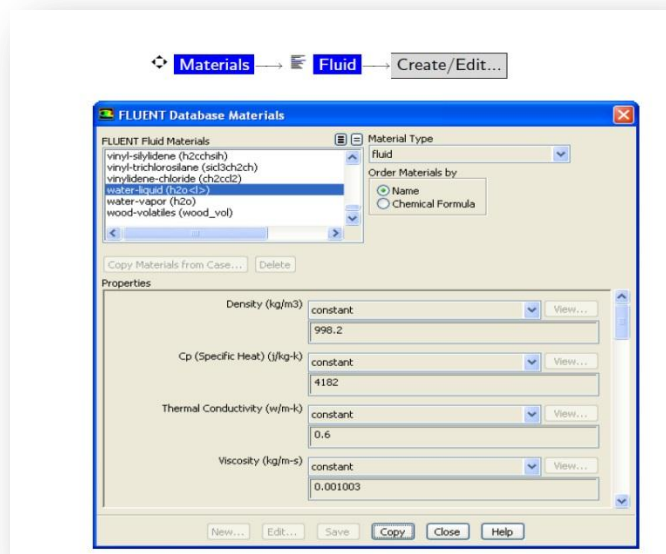 Materials → Fluid → Create/Edit...
FLUENT Database Materials
FLUENT Fluid Materials
Material Type
vinyl-silylidene (h2cchsih)
vinyl-trichlorosilane (sicl3ch2ch)
vinylidene-chloride (ch2ccl2)
water-liquid (h2o<l>)
water-vapor (h2o)
wood-volatiles (wood_vol)
fluid
Order Materials by
Name
Chemical Formula
Copy Materials from Case... Delete
Properties
Density (kg/m3) constant View...
998.2
Cp (Specific Heat) (j/kg-k) constant View...
4182
Thermal Conductivity (w/m-k) constant View...
0.6
Viscosity (kg/m-s) constant View...
0.001003
New... Edit... Save Copy Close Help